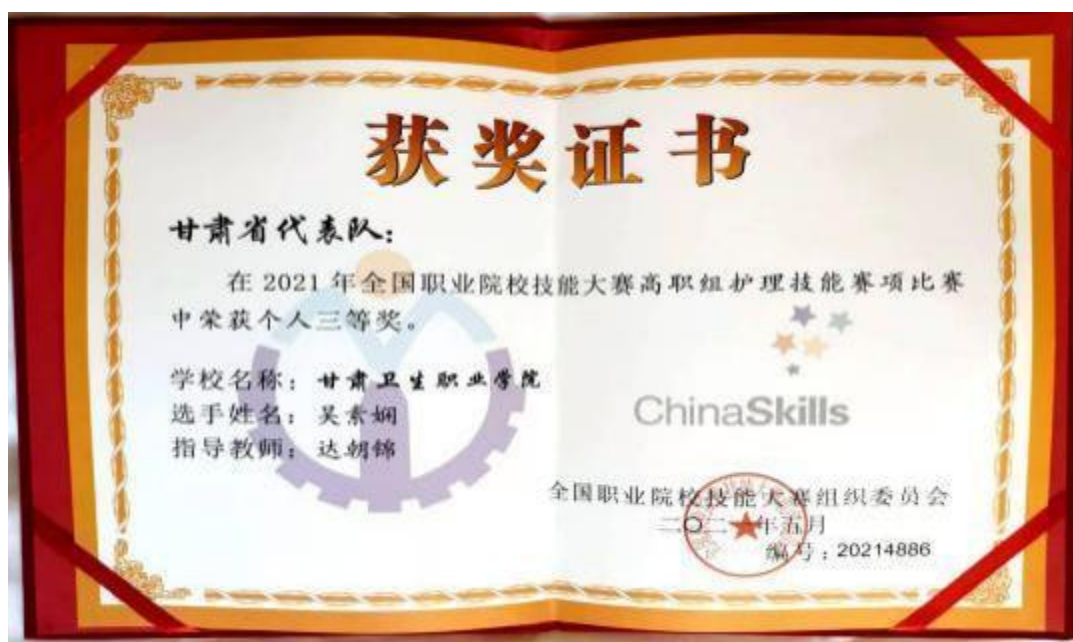 获奖证书
甘肃省代表队：
在 2021 年全国职业院校技能大赛高职组护理技能赛项比赛
中荣获个人三等奖。
学校名称：甘肃卫生职业学院
选手姓名：吴素娴
指导教师：达朝锦
ChinaSkills
全国职业院校技能大赛组织委员会
二〇二一年五月
编号：20214886